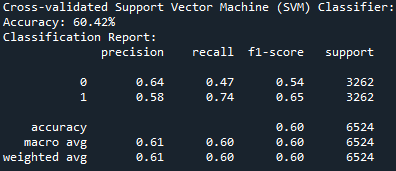 Cross-validated Support Vector Machine (SVM) Classifier:
Accuracy: 60.42%
Classification Report:
precision recall f1-score support
0 0.64 0.47 0.54 3262
1 0.58 0.74 0.65 3262
accuracy 0.60 6524
macro avg 0.61 0.60 0.60 6524
weighted avg 0.61 0.60 0.60 6524